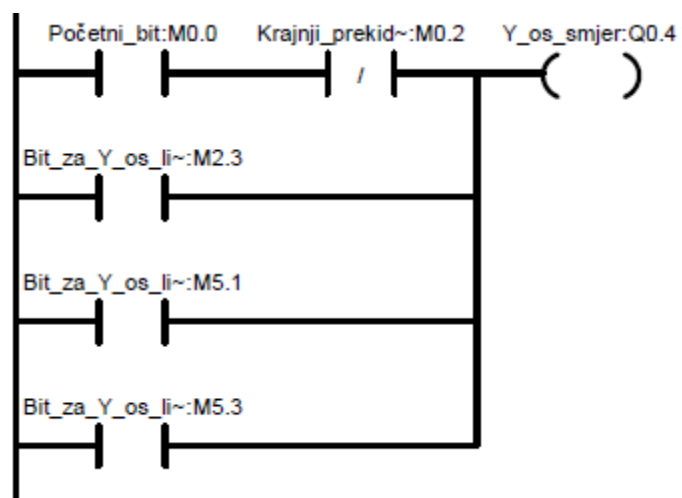 Početni_bit:M0.0 Krajnji_prekid~:M0.2 Y_os_smjer:Q0.4
/
Bit_za_Y_os_li~:M2.3
Bit_za_Y_os_li~:M5.1
Bit_za_Y_os_li~:M5.3